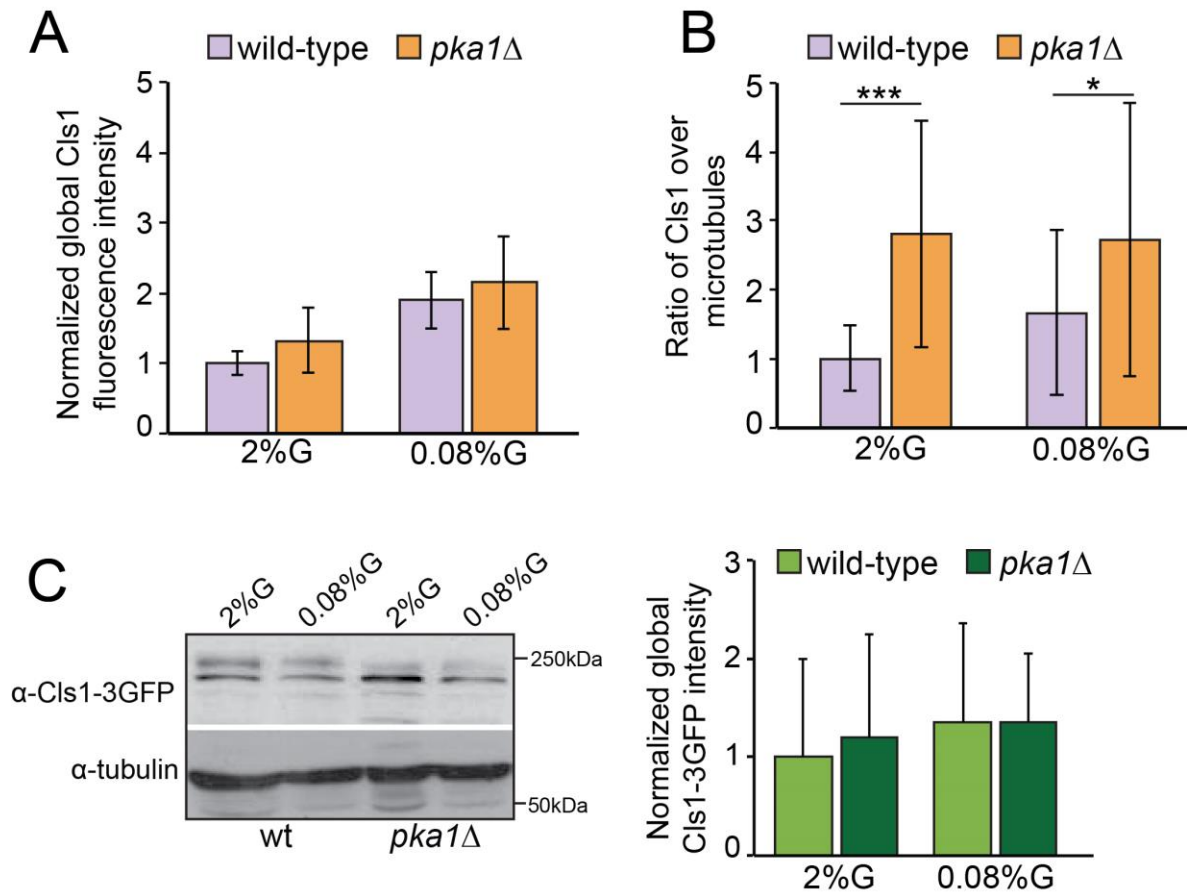 A
wild-type pka1Δ
Normalized global Cls1
fluorescence intensity
5
4
3
2
1
0
2%G 0.08%G
B
wild-type pka1Δ
Ratio of Cls1 over
microtubules
5
4
3
2
1
0
*** *
2%G 0.08%G
C
2%G 0.08%G 2%G 0.08%G
α-Cls1-3GFP
250kDa
α-tubulin
50kDa
wt pka1Δ
wild-type pka1Δ
Normalized global
Cls1-3GFP intensity
3
2
1
0
2%G 0.08%G